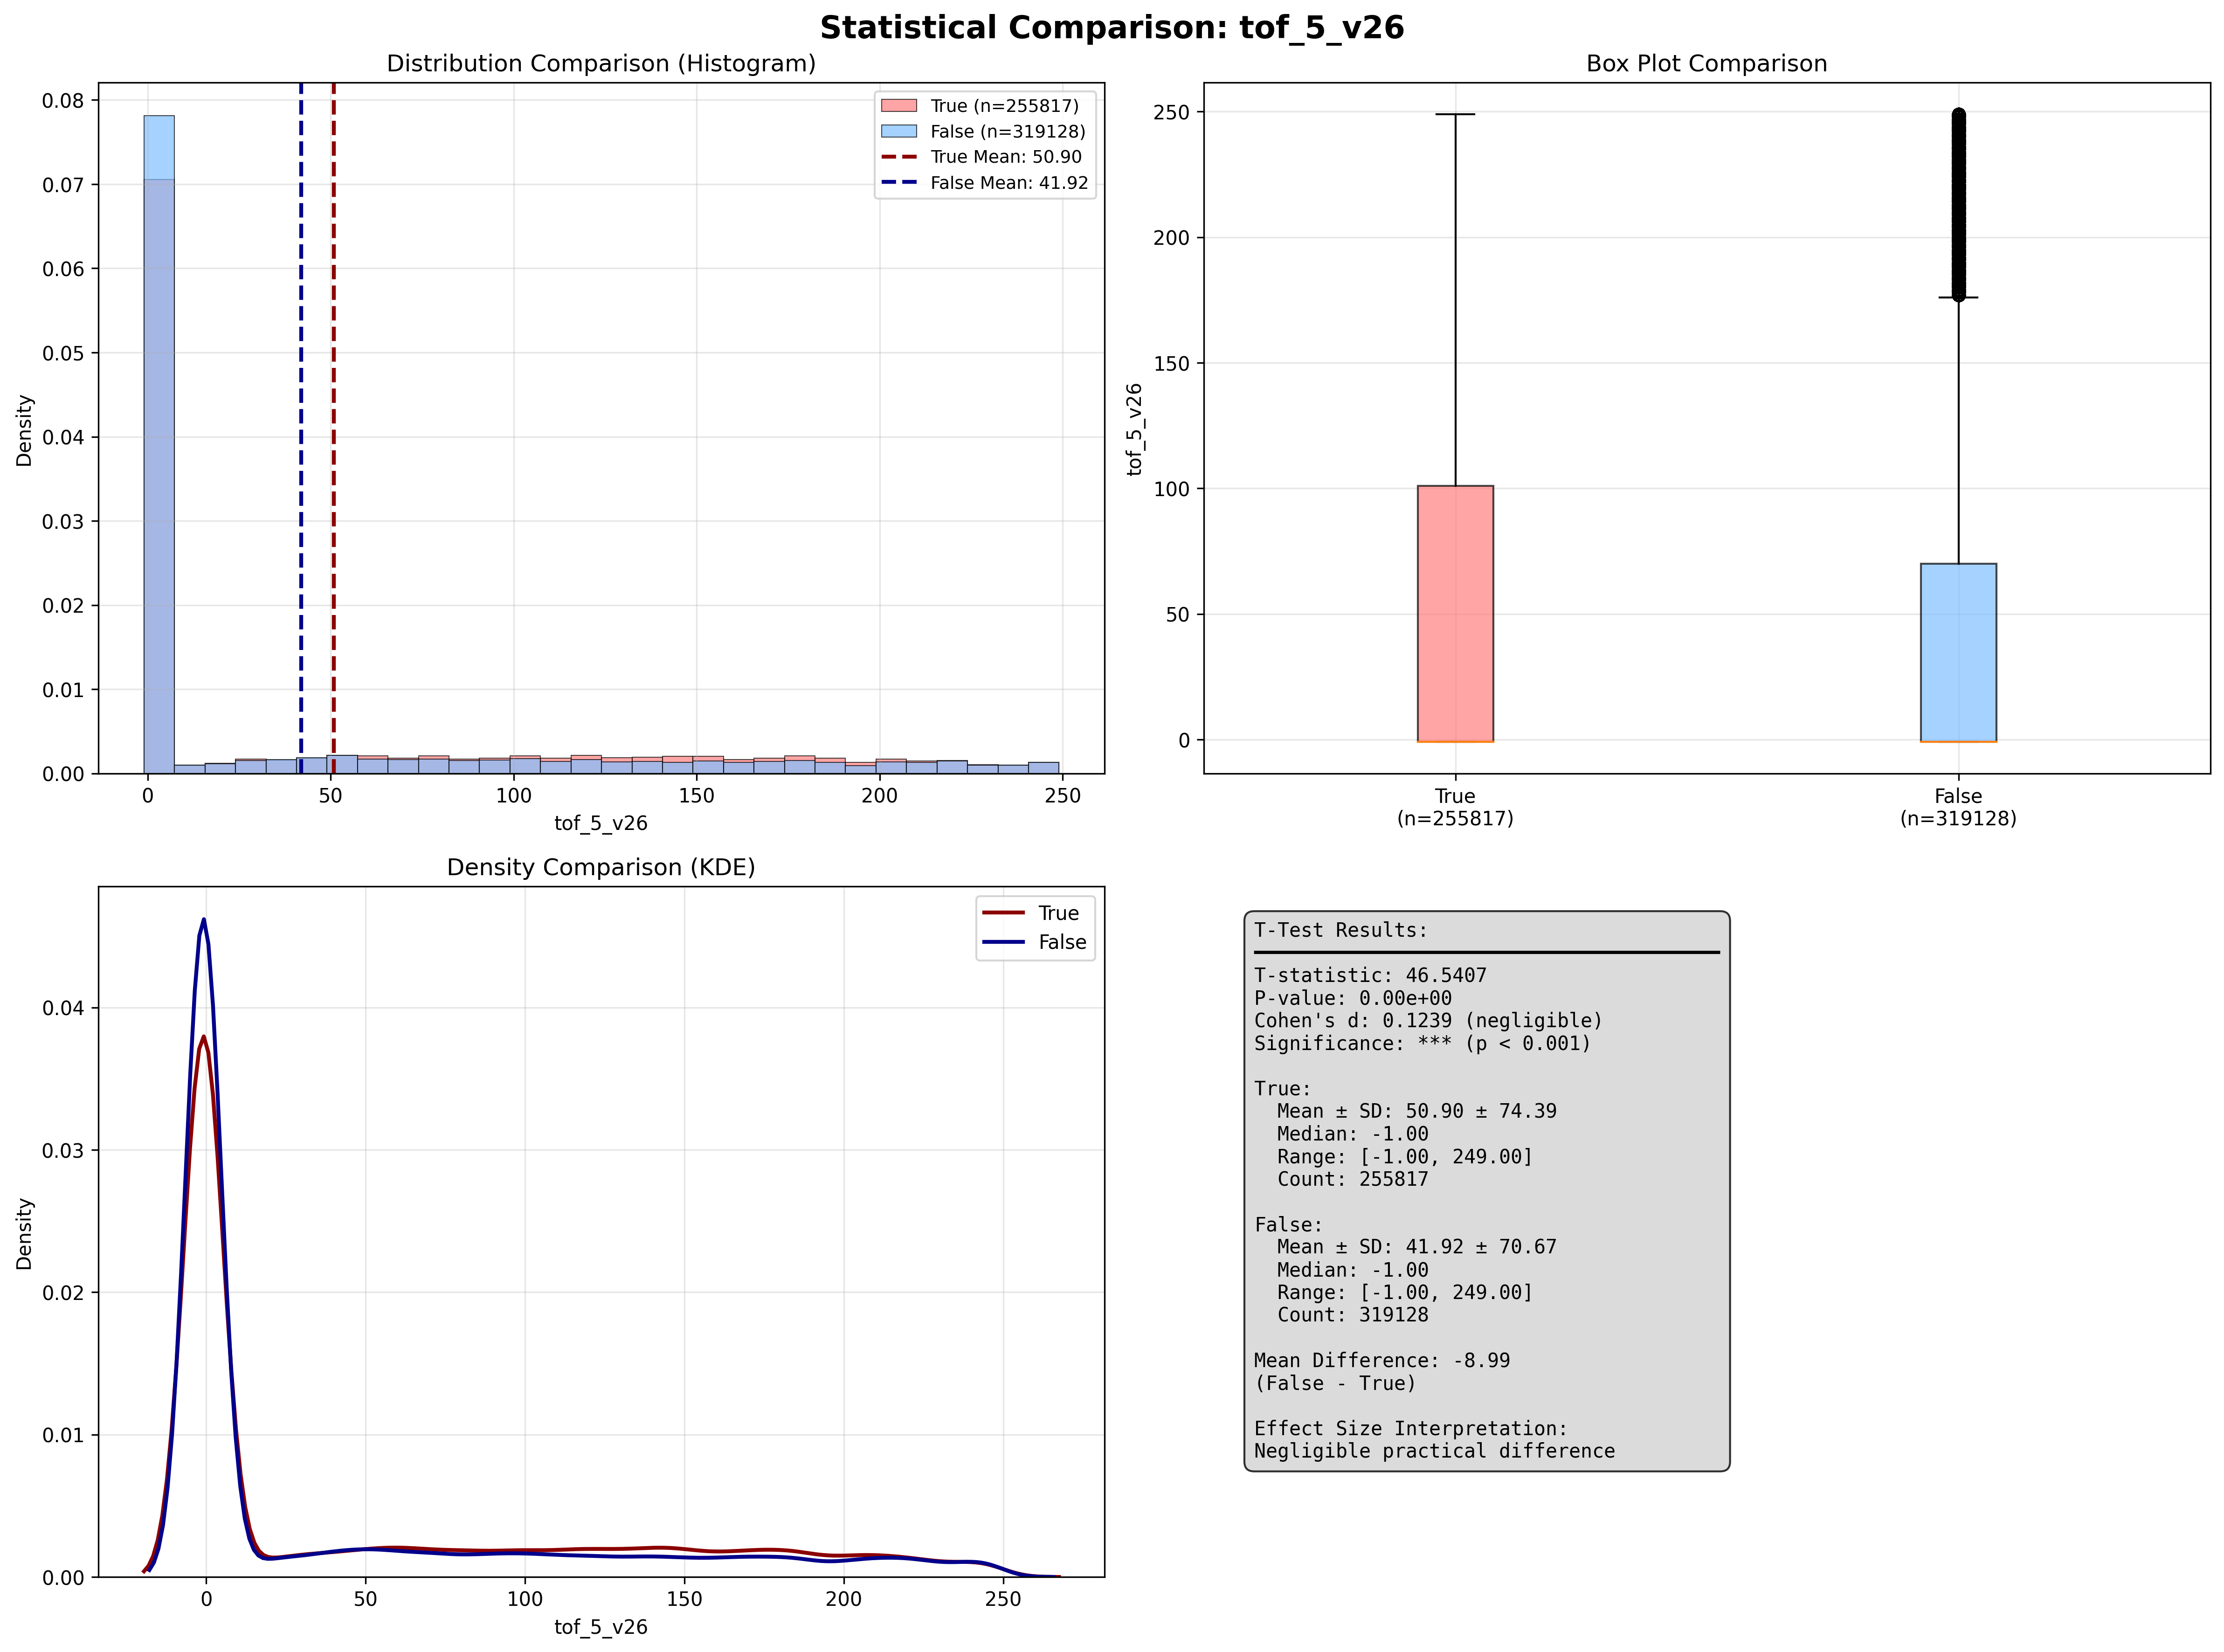 Statistical Comparison: tof_5_v26
Distribution Comparison (Histogram)
0.08
0.07
0.06
0.05
0.04
0.03
0.02
0.01
0.00
Density
True (n=255817)
False (n=319128)
True Mean: 50.90
False Mean: 41.92
0 50 100 150 200 250
tof_5_v26
Box Plot Comparison
250
200
150
100
50
0
tof_5_v26
True False
(n=255817) (n=319128)
Density Comparison (KDE)
True
False
0.04
0.03
0.02
0.01
0.00
Density
0 50 100 150 200 250
tof_5_v26
T-Test Results:
T-statistic: 46.5407
P-value: 0.00e+00
Cohen's d: 0.1239 (negligible)
Significance: *** (p < 0.001)
True:
Mean ± SD: 50.90 ± 74.39
Median: -1.00
Range: [-1.00, 249.00]
Count: 255817
False:
Mean ± SD: 41.92 ± 70.67
Median: -1.00
Range: [-1.00, 249.00]
Count: 319128
Mean Difference: -8.99
(False - True)
Effect Size Interpretation:
Negligible practical difference